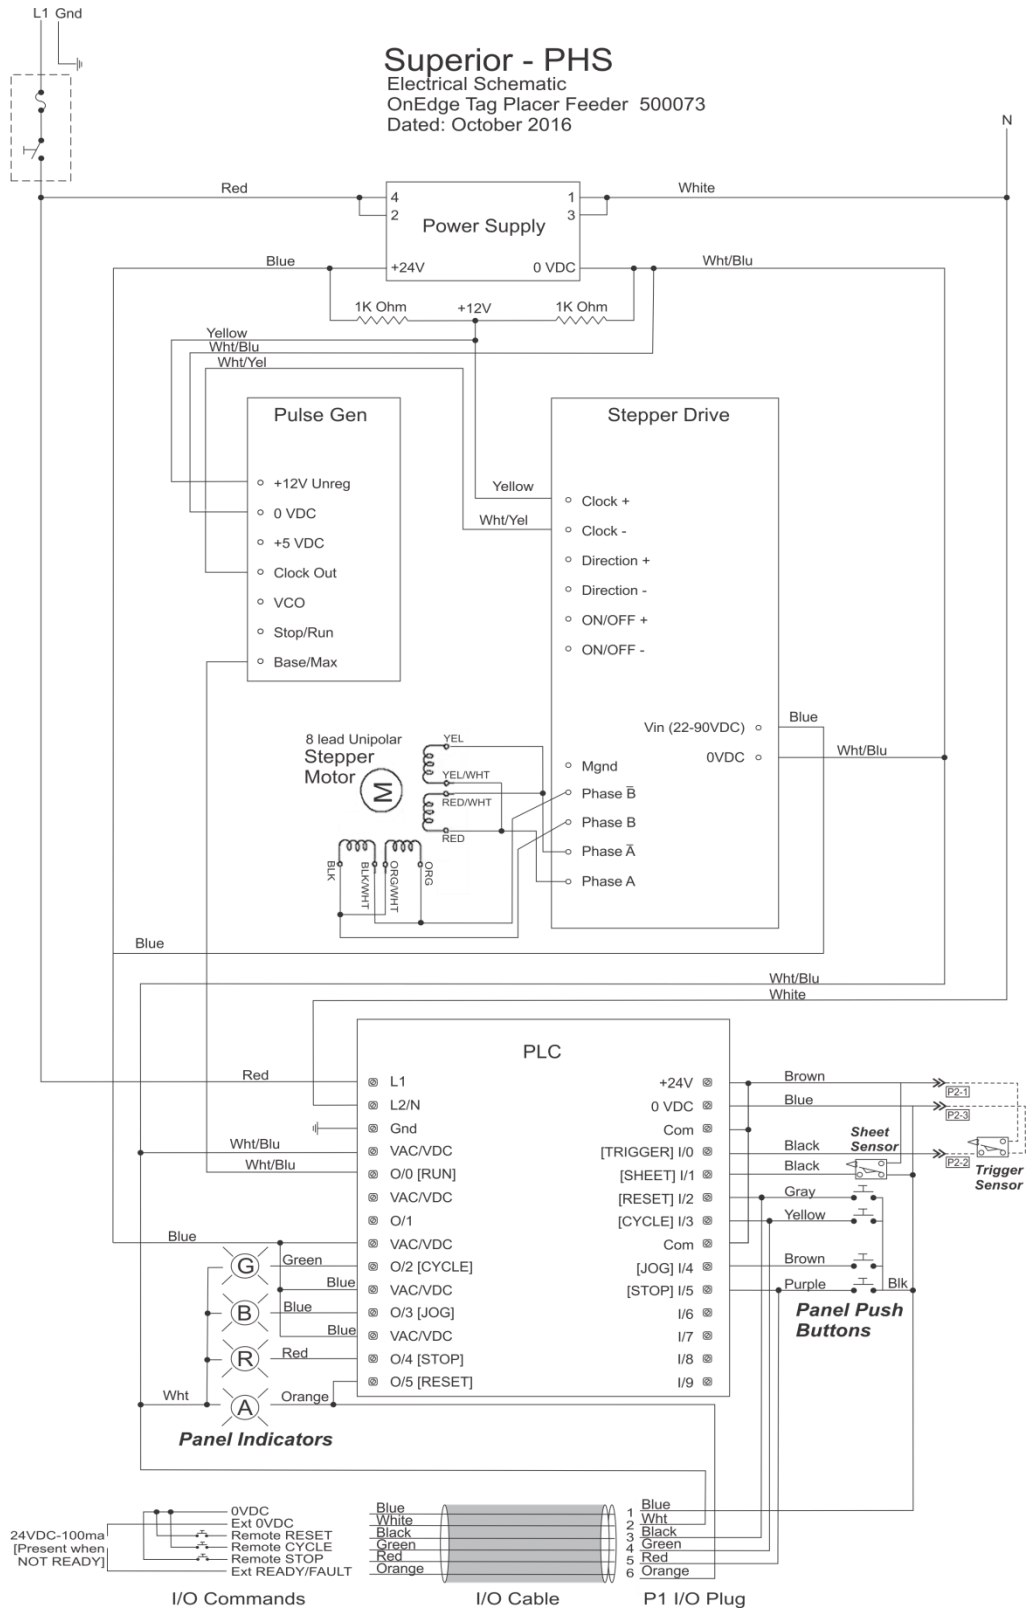 L1 Gnd
Superior - PHS
Electrical Schematic
OnEdge Tag Placer Feeder 500073
Dated: October 2016
N
Red
4
2
Power Supply
1
3
White
Blue
+24V
0 VDC
Wht/Blu
1K Ohm
+12V
1K Ohm
Yellow
Wht/Blu
Wht/Yel
Pulse Gen
+12V Unreg
0 VDC
+5 VDC
Clock Out
VCO
Stop/Run
Base/Max
Stepper Drive
Yellow
Clock +
Wht/Yel
Clock -
Direction +
Direction -
ON/OFF +
ON/OFF -
Vin (22-90VDC)
Blue
0VDC
Wht/Blu
Mgnd
Phase B̅
Phase B
Phase A̅
Phase A
8 lead Unipolar
Stepper
Motor
M
YEL
YEL/WHT
RED/WHT
RED
BLK
BLK/WHT
ORG/WHT
ORG
Blue
Wht/Blu
White
PLC
Red
L1
L2/N
Gnd
Wht/Blu
VAC/VDC
Wht/Blu
O/0 [RUN]
VAC/VDC
O/1
Blue
VAC/VDC
G
Green
O/2 [CYCLE]
Blue
VAC/VDC
B
Blue
O/3 [JOG]
Blue
VAC/VDC
R
Red
O/4 [STOP]
O/5 [RESET]
Wht
A
Orange
Panel Indicators
+24V
Brown
P2-1
0 VDC
Blue
P2-3
Com
Sheet
Sensor
[TRIGGER] I/0
Black
P2-2
Trigger
Sensor
[SHEET] I/1
Black
[RESET] I/2
Gray
[CYCLE] I/3
Yellow
Com
[JOG] I/4
Brown
[STOP] I/5
Purple
Blk
I/6
I/7
I/8
I/9
Panel Push
Buttons
24VDC-100ma
[Present when
NOT READY]
0VDC
Ext 0VDC
Remote RESET
Remote CYCLE
Remote STOP
Ext READY/FAULT
Blue
White
Black
Green
Red
Orange
1 Blue
2 Wht
3 Black
4 Green
5 Red
6 Orange
I/O Commands
I/O Cable
P1 I/O Plug